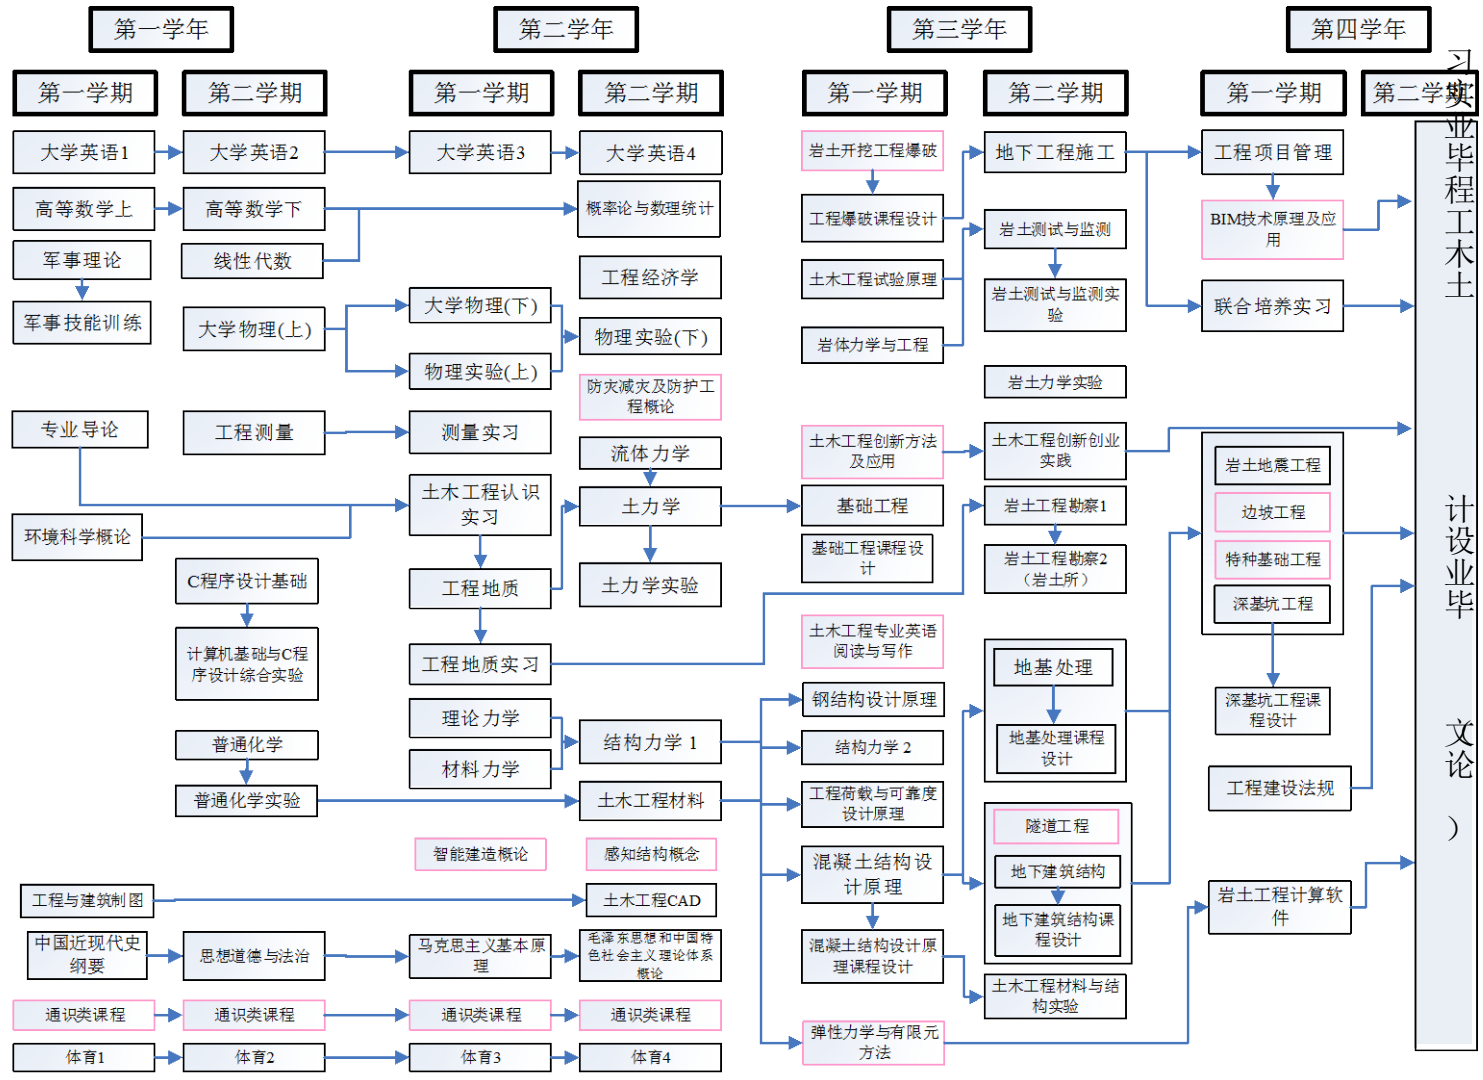 第一学年
第二学年
第三学年
第四学年
第一学期
第二学期
第一学期
第二学期
第一学期
第二学期
第一学期
第二学期
大学英语1
大学英语2
大学英语3
大学英语4
岩土开挖工程爆破
地下工程施工
工程项目管理
高等数学上
高等数学下
概率论与数理统计
工程爆破课程设计
岩土测试与监测
BIM技术原理及应
用
军事理论
线性代数
工程经济学
土木工程试验原理
岩土测试与监测实
验
联合培养实习
军事技能训练
大学物理(上)
大学物理(下)
物理实验(下)
岩体力学与工程
物理实验(上)
岩土力学实验
防灾减灾及防护工
程概论
专业导论
工程测量
测量实习
流体力学
土木工程创新方法
及应用
土木工程创新创业
实践
岩土地震工程
土木工程认识
实习
土力学
基础工程
岩土工程勘察1
边坡工程
环境科学概论
基础工程课程设
计
岩土工程勘察2
（岩土所）
特种基础工程
C程序设计基础
工程地质
土力学实验
深基坑工程
计算机基础与C程
序设计综合实验
工程地质实习
土木工程专业英语
阅读与写作
地基处理
理论力学
结构力学 1
钢结构设计原理
地基处理课程
设计
深基坑工程课
程设计
普通化学
材料力学
结构力学 2
普通化学实验
土木工程材料
工程荷载与可靠度
设计原理
工程建设法规
智能建造概论
感知结构概念
混凝土结构设
计原理
隧道工程
地下建筑结构
工程与建筑制图
土木工程CAD
地下建筑结构课
程设计
岩土工程计算软
件
中国近现代史
纲要
思想道德与法治
马克思主义基本原
理
毛泽东思想和中国特
色社会主义理论体系
概论
混凝土结构设计原
理课程设计
土木工程材料与结
构实验
通识类课程
通识类课程
通识类课程
通识类课程
弹性力学与有限元
方法
体育1
体育2
体育3
体育4
习实业毕程工木土
计设业毕
文论
）